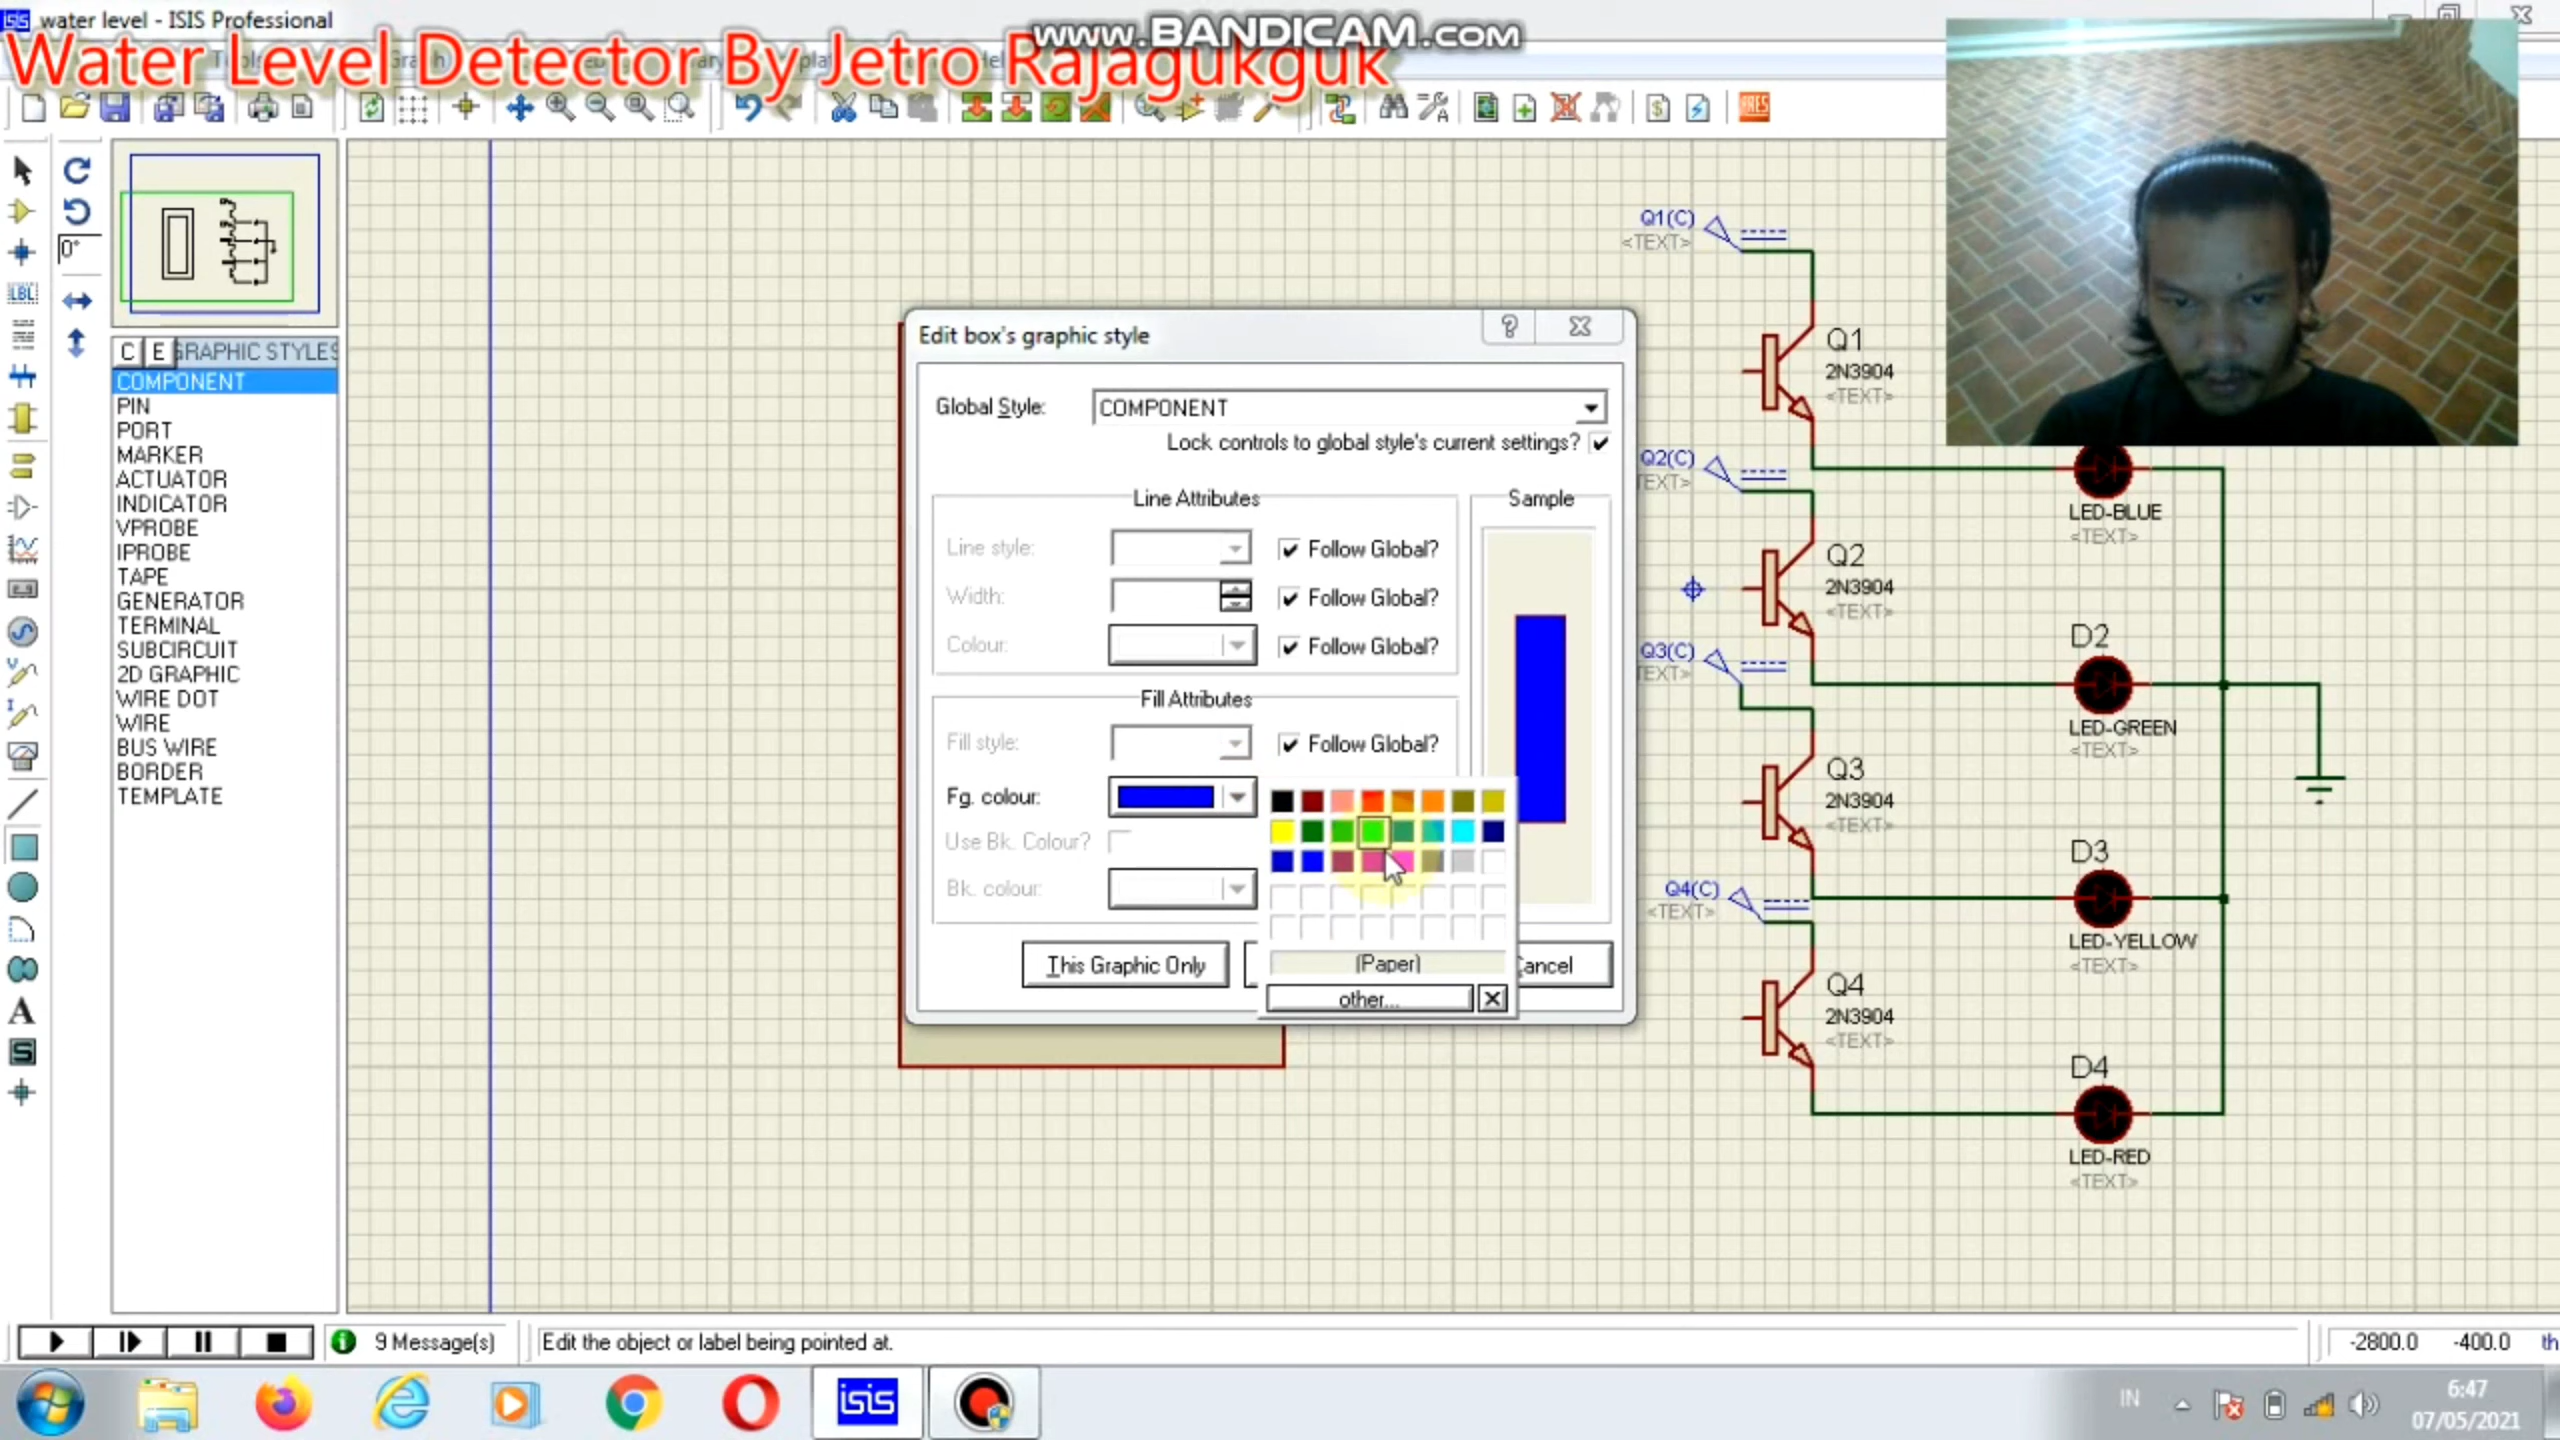 water level - ISIS Professional
www.BANDICAM.com
Water Level Detector By Jetro Rajagukguk
0°
C E GRAPHIC STYLES
COMPONENT
PIN
PORT
MARKER
ACTUATOR
INDICATOR
VPROBE
IPROBE
TAPE
GENERATOR
TERMINAL
SUBCIRCUIT
2D GRAPHIC
WIRE DOT
WIRE
BUS WIRE
BORDER
TEMPLATE
LBL
A
S
Edit box's graphic style
Global Style: COMPONENT
Lock controls to global style's current settings?
Line Attributes
Sample
Line style: Follow Global?
Width: Follow Global?
Colour: Follow Global?
Fill Attributes
Fill style: Follow Global?
Fg. colour:
Use Bk. Colour?
Bk. colour:
(Paper)
other...
This Graphic Only
Cancel
Q1(C)
<TEXT>
Q1
2N3904
<TEXT>
LED-BLUE
<TEXT>
Q2(C)
TEXT>
Q2
2N3904
<TEXT>
D2
LED-GREEN
<TEXT>
Q3(C)
TEXT>
Q3
2N3904
<TEXT>
D3
LED-YELLOW
<TEXT>
Q4(C)
<TEXT>
Q4
2N3904
<TEXT>
D4
LED-RED
<TEXT>
9 Message(s)
Edit the object or label being pointed at.
-2800.0 -400.0 th
isis
IN
6:47
07/05/2021